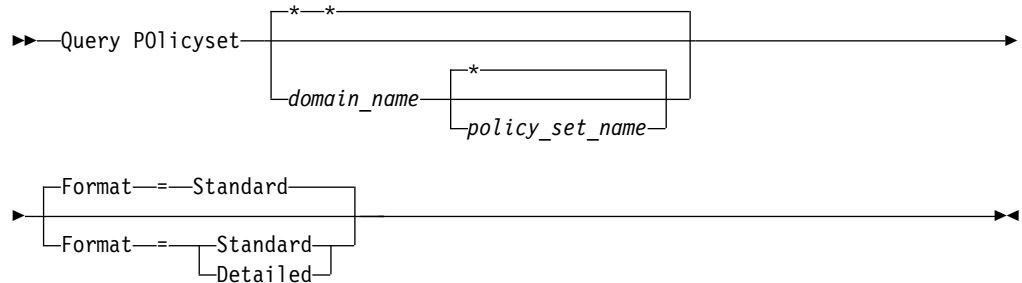 * *
Query POlicyset
*
domain_name
policy_set_name
Format = Standard
Format = Standard
Detailed